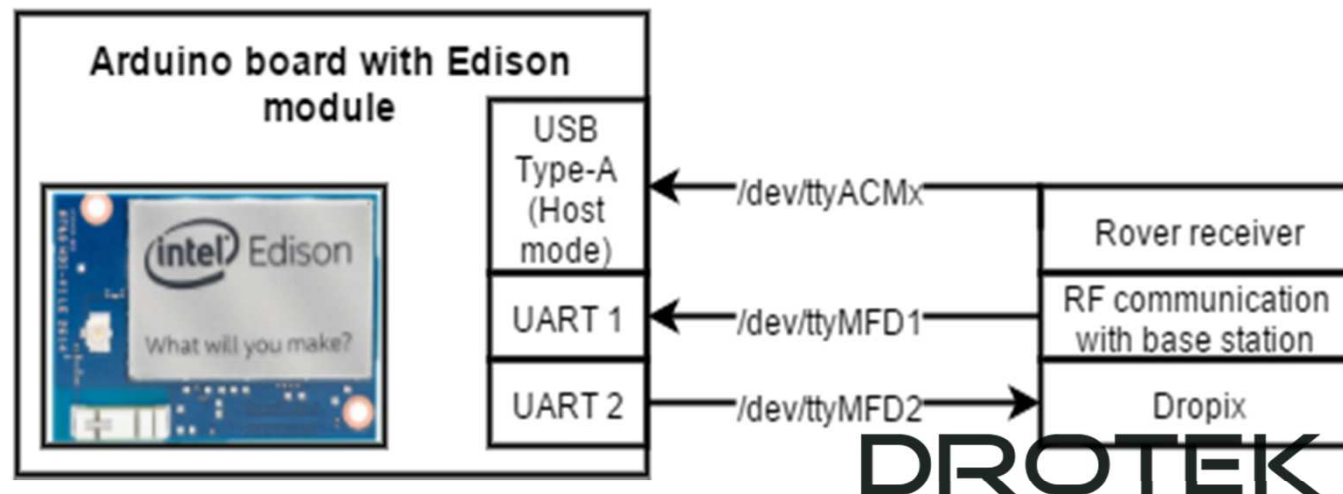 Arduino board with Edison
module
USB
Type-A
(Host
mode)
UART 1
UART 2
intel Edison
What will you make?
/dev/ttyACMx
/dev/ttyMFD1
/dev/ttyMFD2
Rover receiver
RF communication
with base station
Dropix
DROTEK